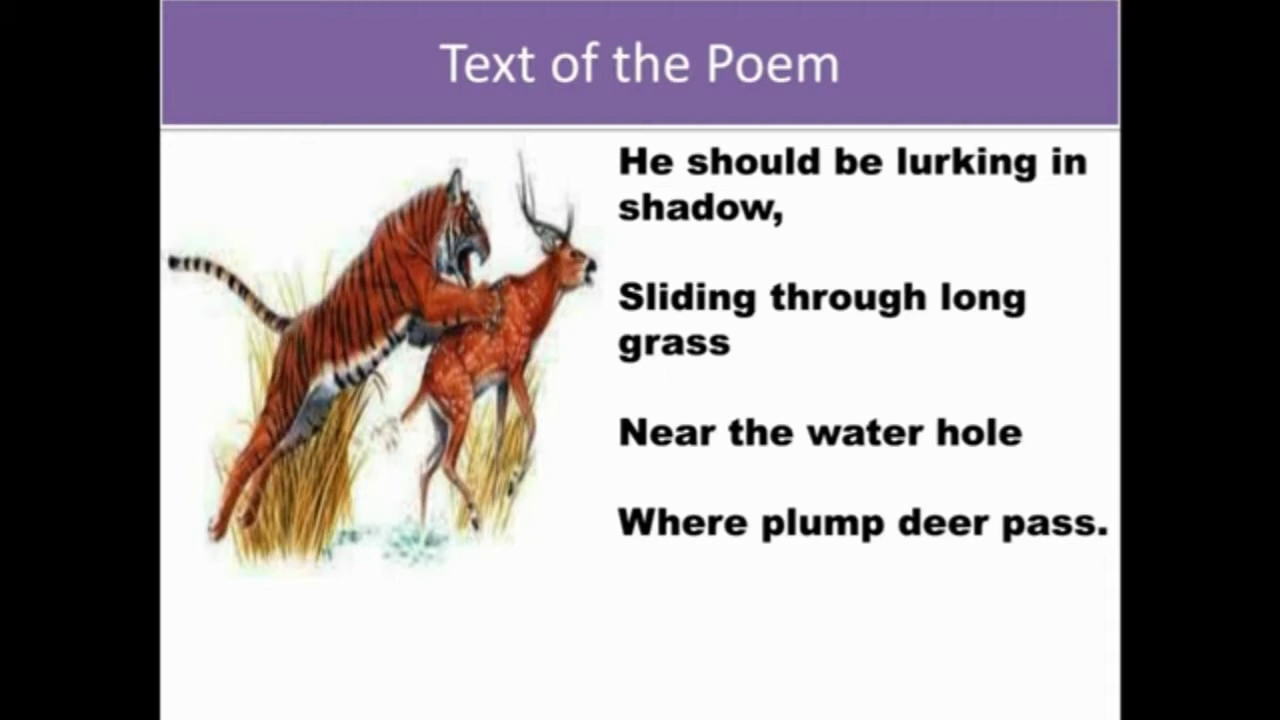 Text of the Poem
He should be lurking in
shadow,
Sliding through long
grass
Near the water hole
Where plump deer pass.